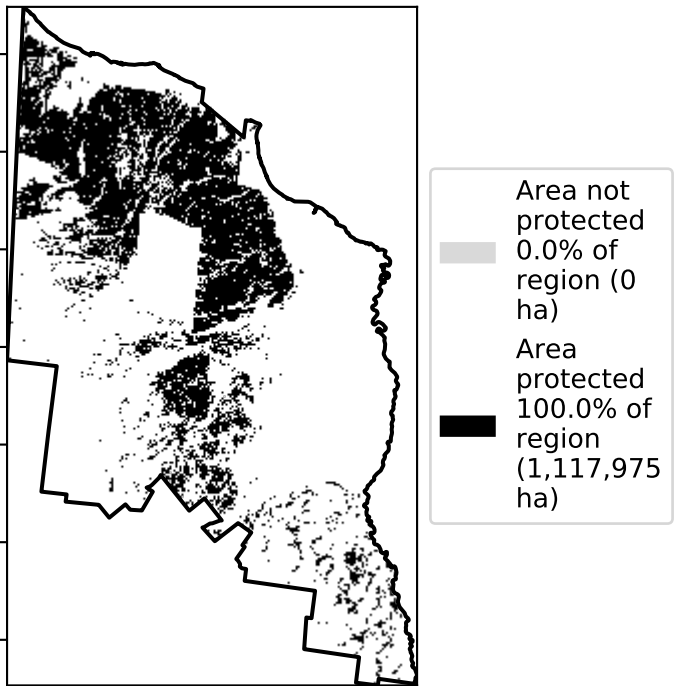 Area not
protected
0.0% of
region (0
ha)
Area
protected
100.0% of
region
(1,117,975
ha)